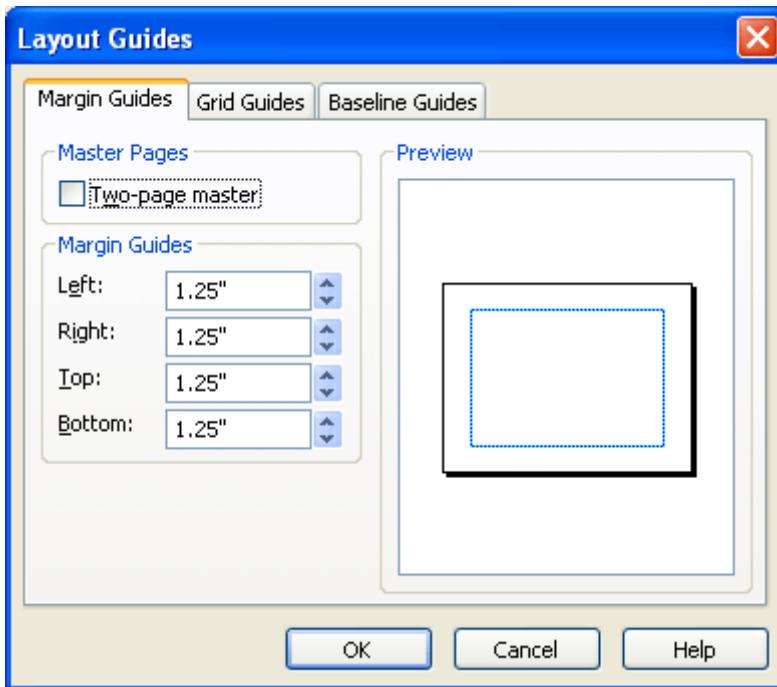 Layout Guides
Margin Guides Grid Guides Baseline Guides
Master Pages
Two-page master
Margin Guides
Left: 1.25"
Right: 1.25"
Top: 1.25"
Bottom: 1.25"
Preview
OK Cancel Help